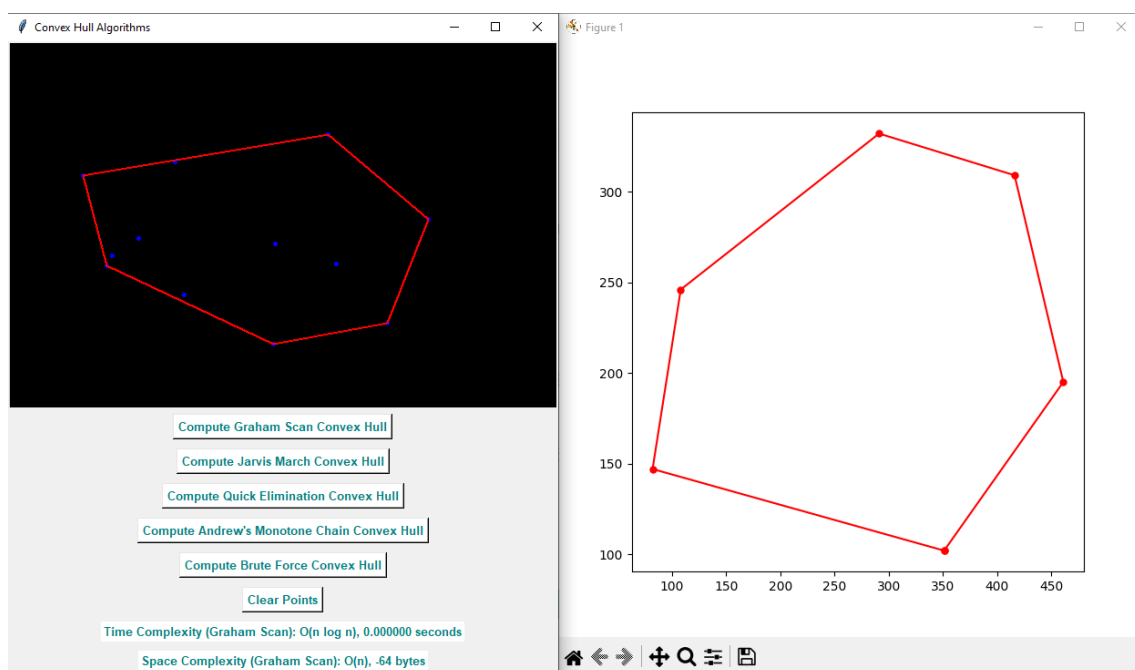 Convex Hull Algorithms
Compute Graham Scan Convex Hull
Compute Jarvis March Convex Hull
Compute Quick Elimination Convex Hull
Compute Andrew's Monotone Chain Convex Hull
Compute Brute Force Convex Hull
Clear Points
Time Complexity (Graham Scan): O(n log n), 0.000000 seconds
Space Complexity (Graham Scan): O(n), -64 bytes
Figure 1
300
250
200
150
100
100 150 200 250 300 350 400 450